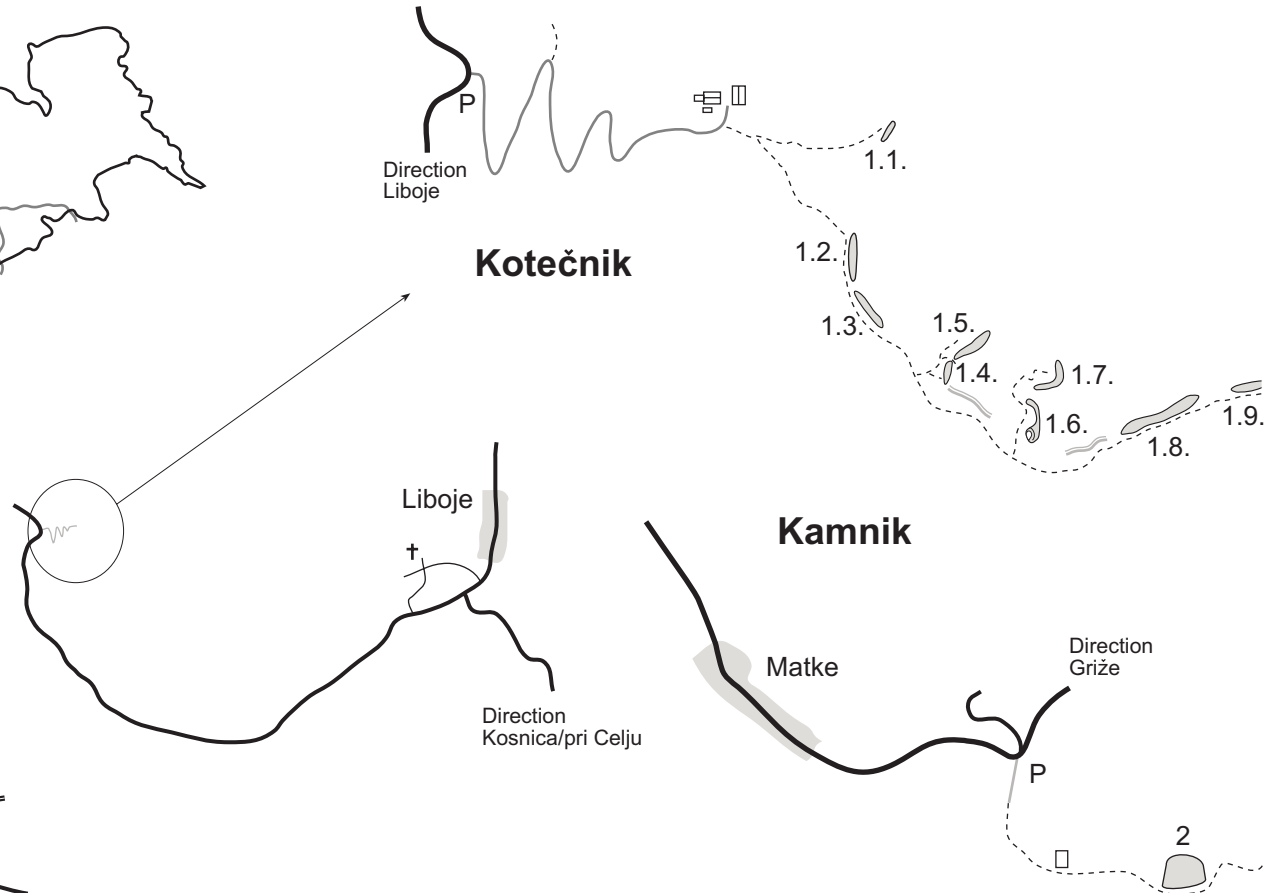 P
Direction
Liboje
1.1.
Kotečnik
1.2.
1.3.
1.5.
1.4.
1.7.
1.6.
1.8.
1.9.
Liboje
Kamnik
Direction
Griže
Matke
Direction
Kosnica/pri Celju
P
2